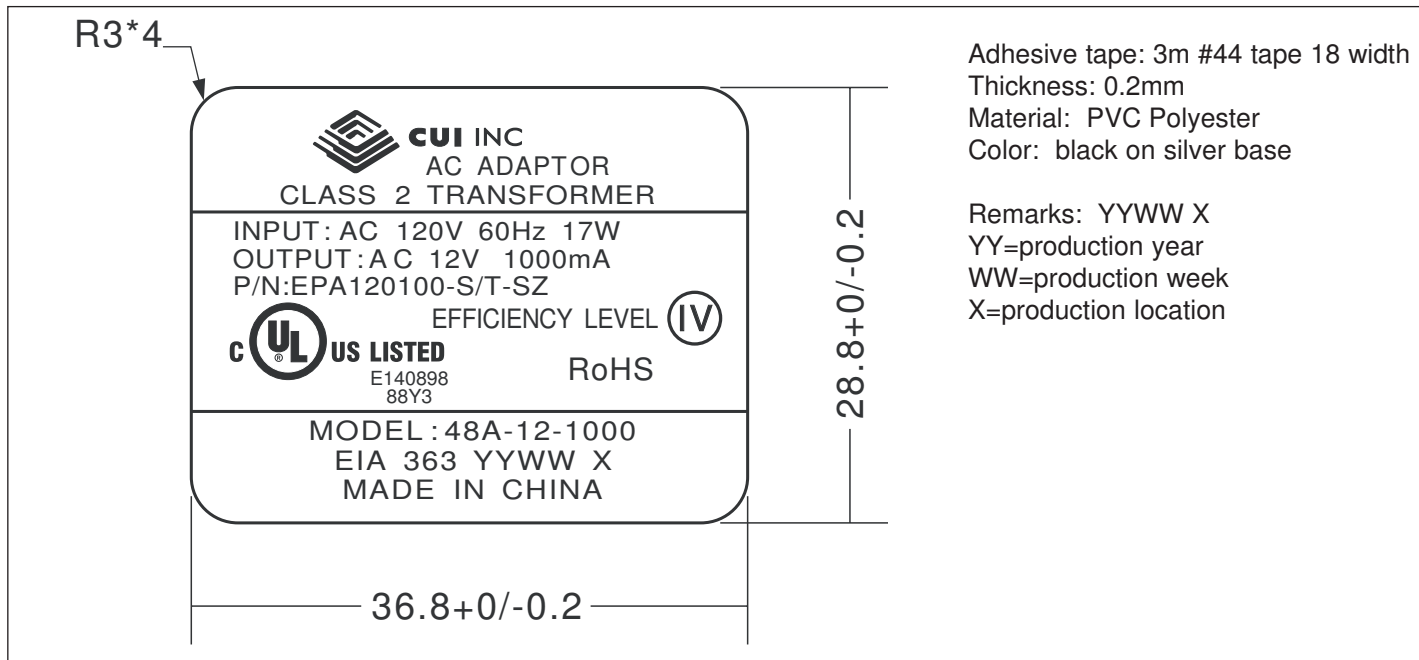 R3*4
CUI INC
AC ADAPTOR
CLASS 2 TRANSFORMER
INPUT: AC 120V 60Hz 17W
OUTPUT: AC 12V 1000mA
P/N:EPA120100-S/T-SZ
EFFICIENCY LEVEL IV
C UL ® US LISTED
E140898
88Y3
RoHS
MODEL: 48A-12-1000
EIA 363 YYWW X
MADE IN CHINA
36.8+0/-0.2
28.8+0/-0.2
Adhesive tape: 3m #44 tape 18 width
Thickness: 0.2mm
Material: PVC Polyester
Color: black on silver base
Remarks: YYWW X
YY=production year
WW=production week
X=production location